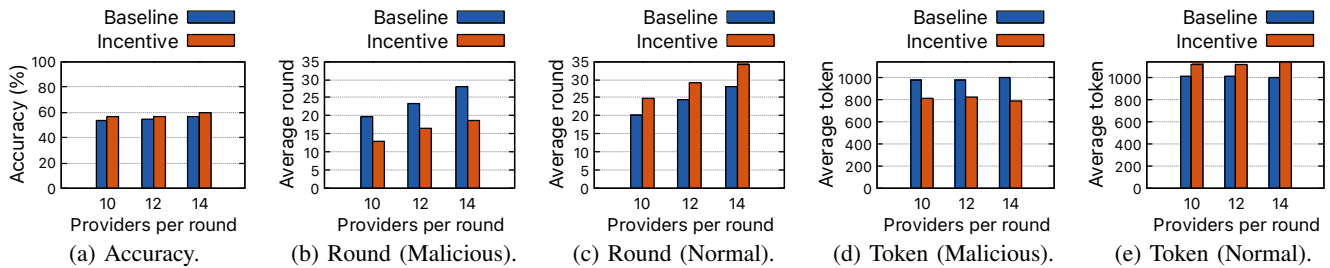 Baseline
Incentive
Accuracy (%)
100
80
60
40
20
0
10 12 14
Providers per round
(a) Accuracy.
Baseline
Incentive
Average round
35
30
25
20
15
10
5
0
10 12 14
Providers per round
(b) Round (Malicious).
Baseline
Incentive
Average round
35
30
25
20
15
10
5
0
10 12 14
Providers per round
(c) Round (Normal).
Baseline
Incentive
Average token
1000
800
600
400
200
0
10 12 14
Providers per round
(d) Token (Malicious).
Baseline
Incentive
Average token
1000
800
600
400
200
0
10 12 14
Providers per round
(e) Token (Normal).